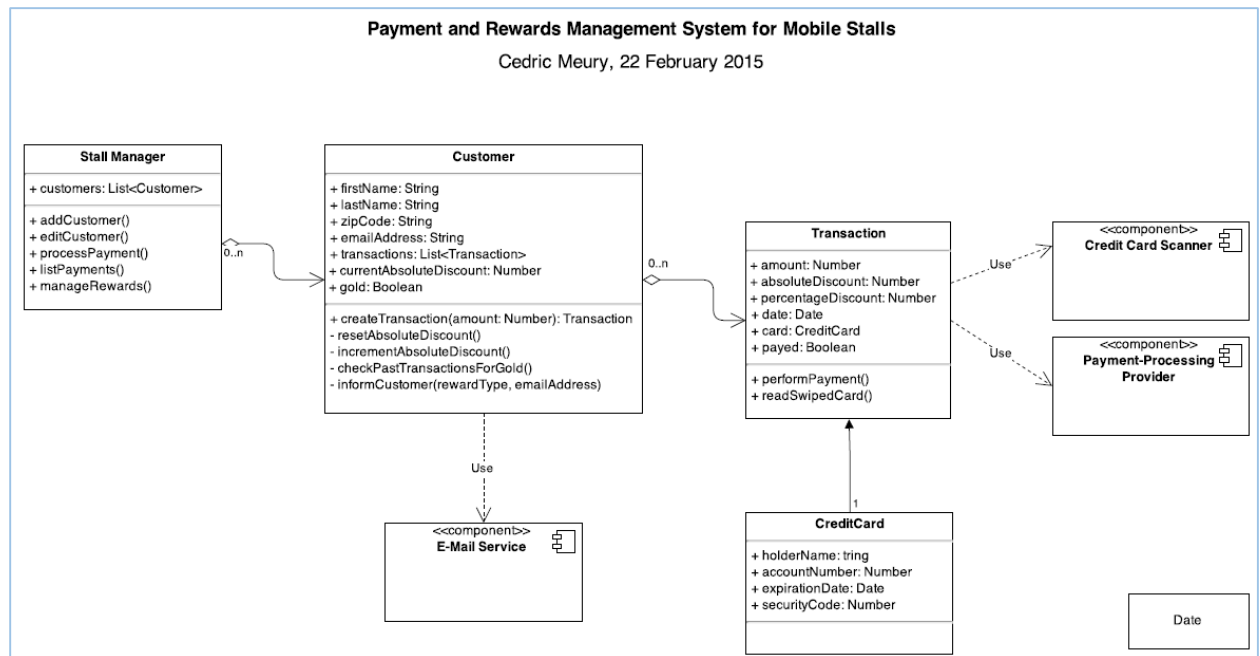 Payment and Rewards Management System for Mobile Stalls
Cedric Meury, 22 February 2015
Stall Manager
+ customers: List<Customer>
+ addCustomer()
+ editCustomer()
+ processPayment()
+ listPayments()
+ manageRewards()
0..n
Customer
+ firstName: String
+ lastName: String
+ zipCode: String
+ emailAddress: String
+ transactions: List<Transaction>
+ currentAbsoluteDiscount: Number
+ gold: Boolean
+ createTransaction(amount: Number): Transaction
- resetAbsoluteDiscount()
- incrementAbsoluteDiscount()
- checkPastTransactionsForGold()
- informCustomer(rewardType, emailAddress)
0..n
Transaction
+ amount: Number
+ absoluteDiscount: Number
+ percentageDiscount: Number
+ date: Date
+ card: CreditCard
+ payed: Boolean
+ performPayment()
+ readSwipedCard()
Use
<<component>>
Credit Card Scanner
Use
<<component>>
Payment-Processing
Provider
Use
<<component>>
E-Mail Service
1
CreditCard
+ holderName: tring
+ accountNumber: Number
+ expirationDate: Date
+ securityCode: Number
Date